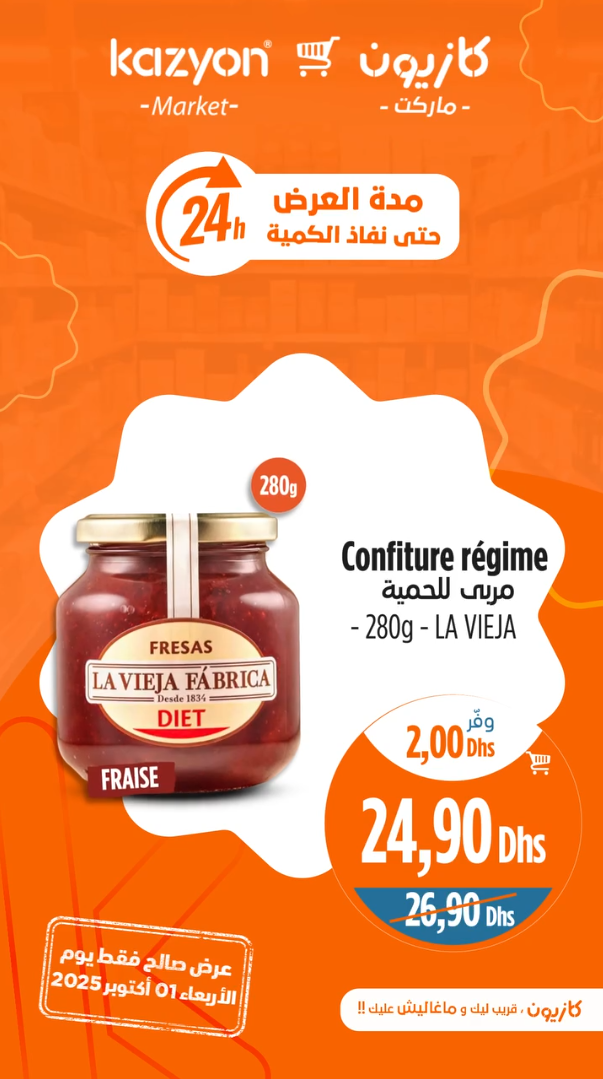 kazyon® كازيون
-Market- - ماركت -
24h
مدة العرض
حتى نفاذ الكمية
280g
Confiture régime
مربى للحمية
- 280g - LA VIEJA
FRESAS
LA VIEJA FÁBRICA
Desde 1834
DIET
FRAISE
وفّر
2,00 Dhs
24,90 Dhs
26,90 Dhs
عرض صالح فقط يوم
الأربعاء 01 أكتوبر 2025
كازيون ، قريب ليك و ماغاليش عليك !!